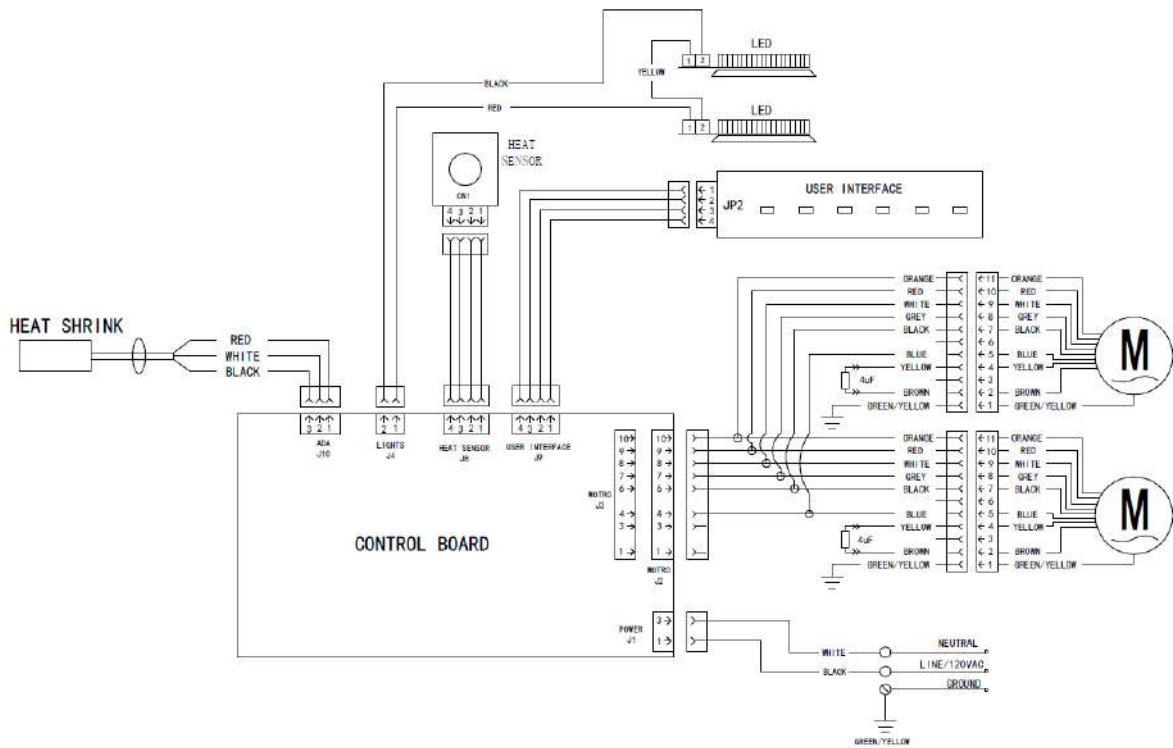 LED
1 2
YELLOW
BLACK
LED
RED
1 2
HEAT
SENSOR
CN1
4 3 2 1
USER INTERFACE
JP2
1
2
3
4
HEAT SHRINK
RED
WHITE
BLACK
3 2 1
ADA
J10
2 1
LIGHTS
J4
4 3 2 1
HEAT SENSOR
J8
4 3 2 1
USER INTERFACE
J9
CONTROL BOARD
10
9
8
7
6
4
3
1
MOTRO
J3
10
9
8
7
6
4
3
1
MOTRO
J2
ORANGE 11 ORANGE
RED 10 RED
WHITE 9 WHITE
GREY 8 GREY
BLACK 7 BLACK
6
BLUE 5 BLUE
YELLOW 4 YELLOW
4uF 3
BROWN 2 BROWN
GREEN/YELLOW 1 GREEN/YELLOW
M
ORANGE 11 ORANGE
RED 10 RED
WHITE 9 WHITE
GREY 8 GREY
BLACK 7 BLACK
6
BLUE 5 BLUE
YELLOW 4 YELLOW
4uF 3
BROWN 2 BROWN
GREEN/YELLOW 1 GREEN/YELLOW
M
POWER
J1
3
1
WHITE NEUTRAL
BLACK LINE/120VAC
GROUND
GREEN/YELLOW